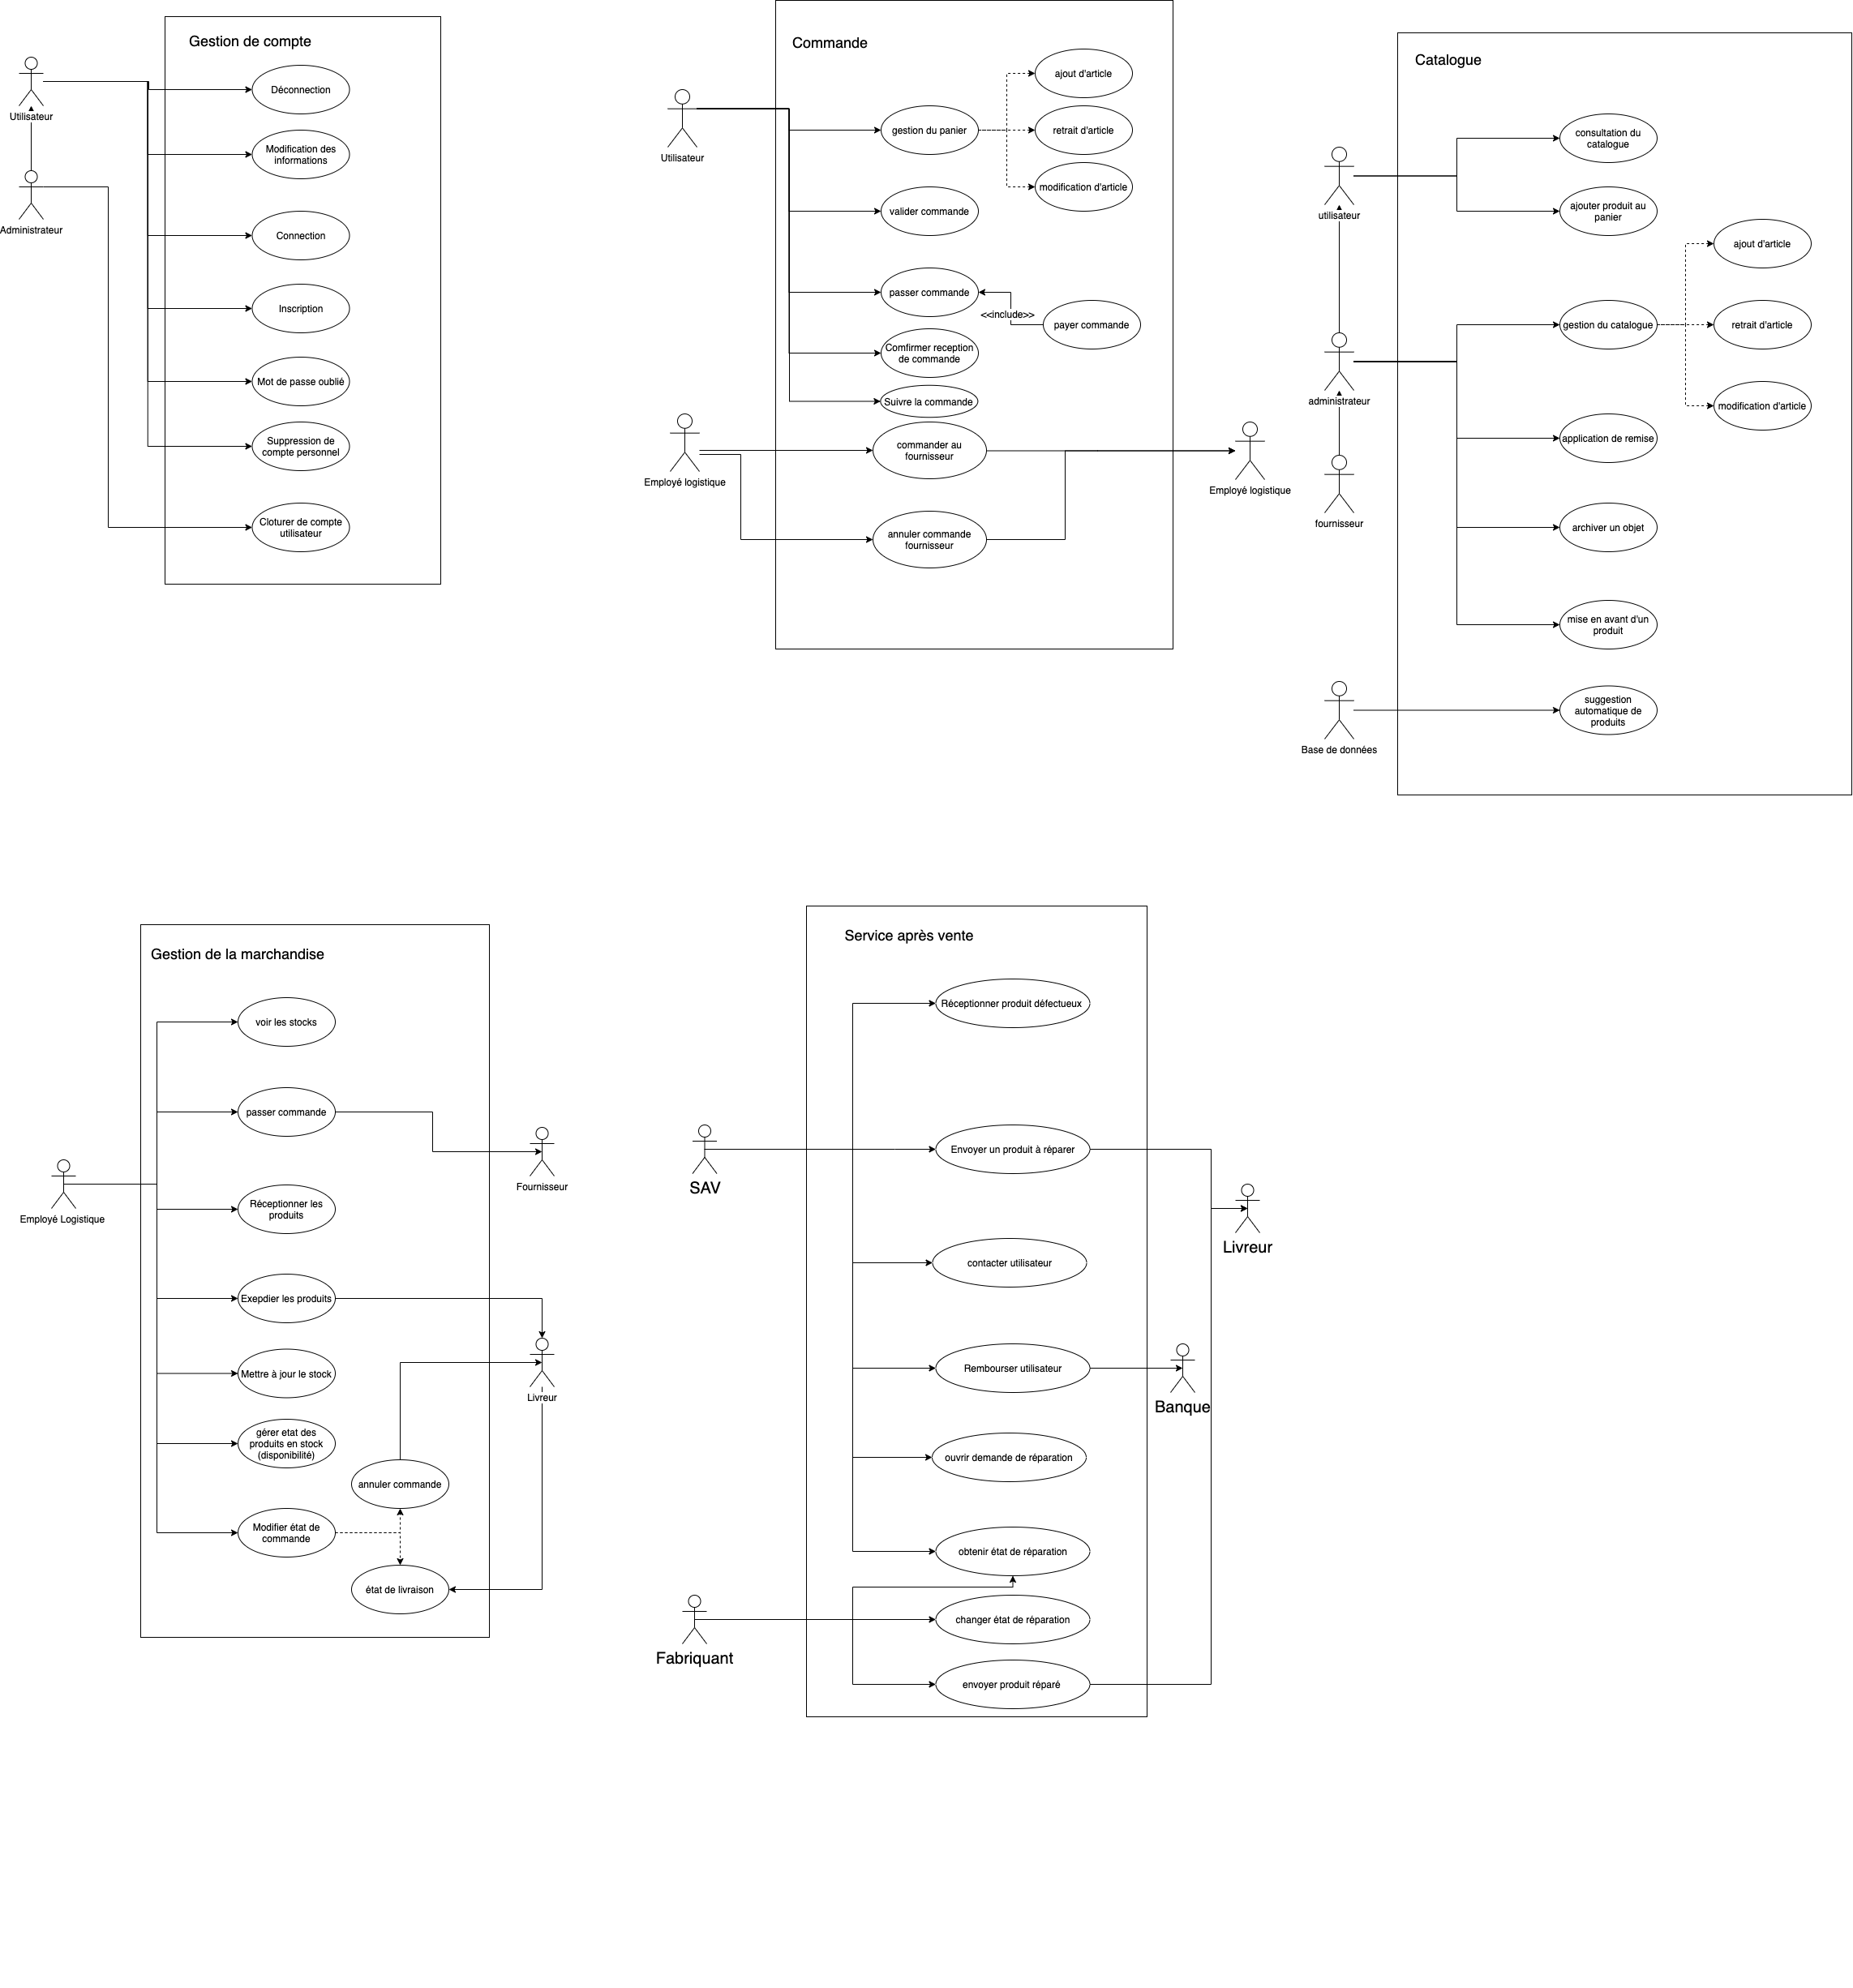 Gestion de compte
Utilisateur
Administrateur
Déconnection
Modification des
informations
Connection
Inscription
Mot de passe oublié
Suppression de
compte personnel
Cloturer de compte
utilisateur
Commande
Utilisateur
gestion du panier
ajout d'article
retrait d'article
modification d'article
valider commande
passer commande
<<include>>
payer commande
Comfirmer reception
de commande
Suivre la commande
Employé logistique
commander au
fournisseur
Employé logistique
annuler commande
fournisseur
Catalogue
consultation du
catalogue
utilisateur
ajouter produit au
panier
ajout d'article
gestion du catalogue
retrait d'article
administrateur
modification d'article
application de remise
fournisseur
archiver un objet
mise en avant d'un
produit
suggestion
automatique de
produits
Base de données
Gestion de la marchandise
voir les stocks
passer commande
Fournisseur
Employé Logistique
Réceptionner les
produits
Exepdier les produits
Mettre à jour le stock
Livreur
gérer etat des
produits en stock
(disponibilité)
annuler commande
Modifier état de
commande
état de livraison
Service après vente
Réceptionner produit défectueux
Envoyer un produit à réparer
SAV
Livreur
contacter utilisateur
Rembourser utilisateur
Banque
ouvrir demande de réparation
obtenir état de réparation
changer état de réparation
Fabriquant
envoyer produit réparé